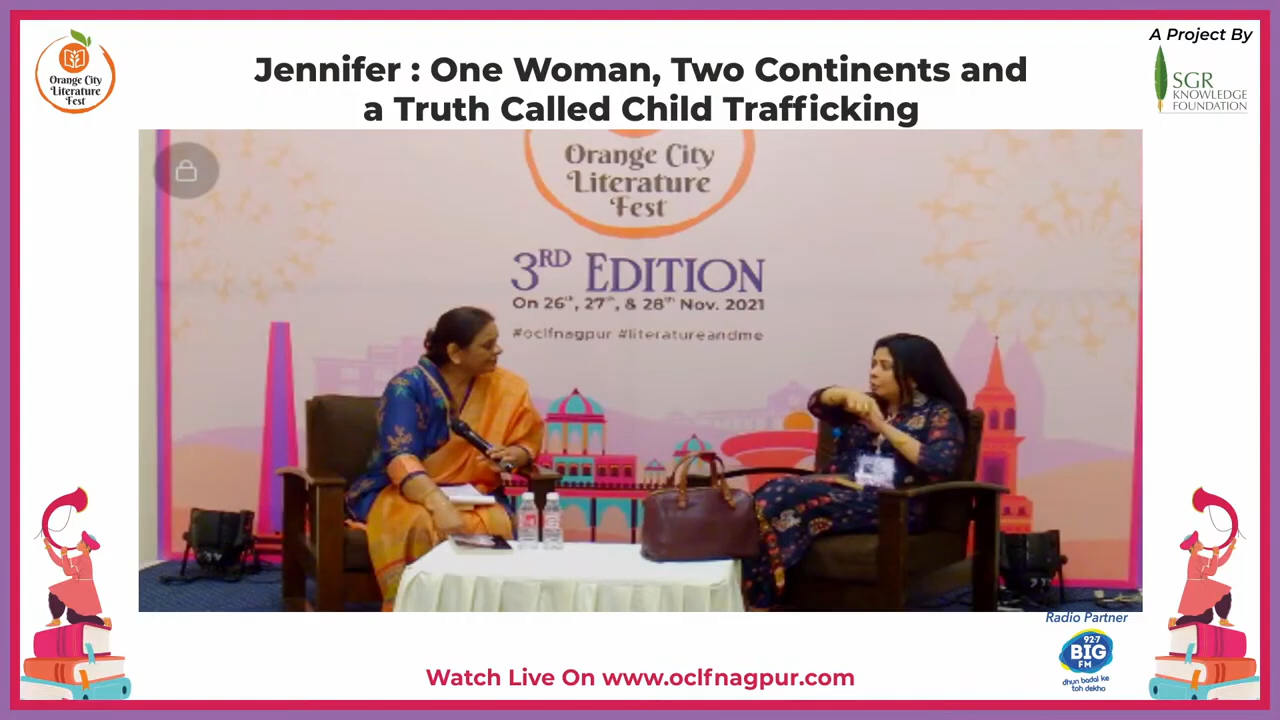 Orange City
Literature
Fest
Jennifer : One Woman, Two Continents and
a Truth Called Child Trafficking
A Project By
SGR
KNOWLEDGE
FOUNDATION
Orange City
Literature
Fest
3RD EDITION
On 26th, 27th, & 28th Nov. 2021
#oclfnagpur #literatureandme
Radio Partner
92.7
BIG
FM
dhun badal ke
toh dekho
Watch Live On www.oclfnagpur.com